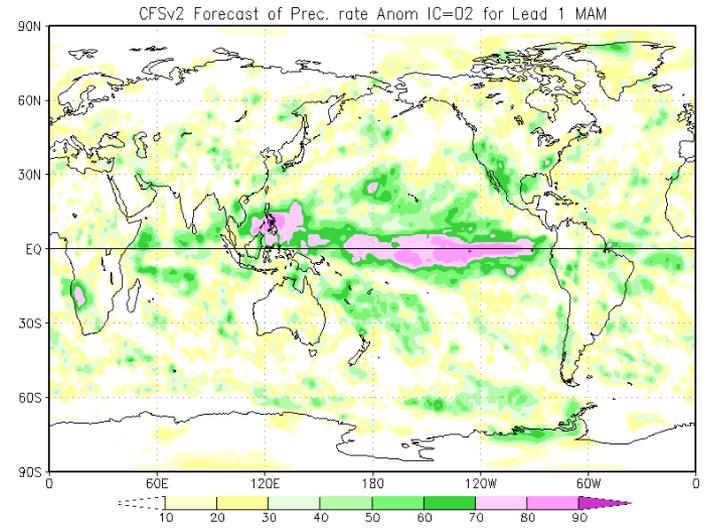 CFSv2 Forecast of Prec. rate Anom IC=02 for Lead 1 MAM
90N
60N
30N
EQ
30S
60S
90S
0 60E 120E 180 120W 60W 0
10 20 30 40 50 60 70 80 90